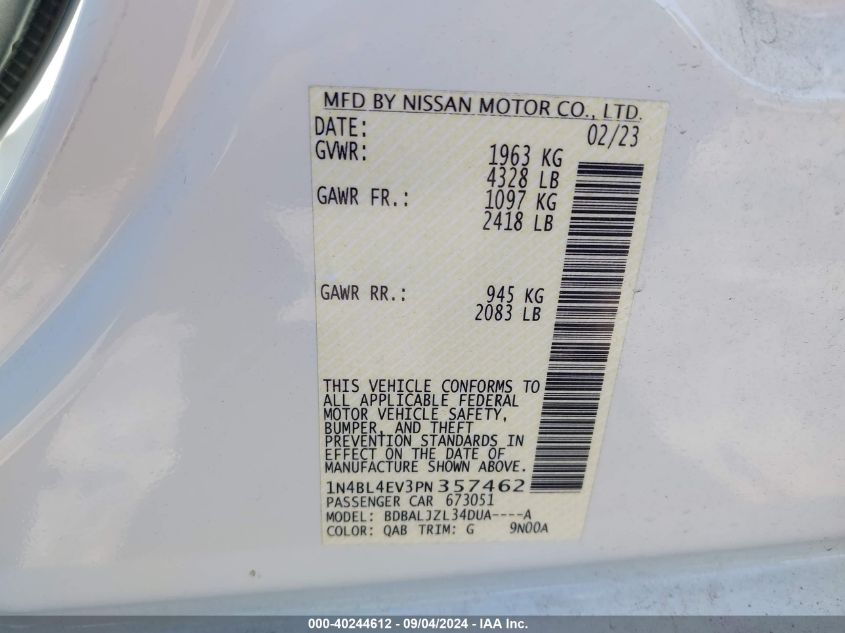 MFD BY NISSAN MOTOR CO., LTD.
DATE: 02/23
GVWR: 1963 KG
4328 LB
GAWR FR.: 1097 KG
2418 LB
GAWR RR.: 945 KG
2083 LB
THIS VEHICLE CONFORMS TO
ALL APPLICABLE FEDERAL
MOTOR VEHICLE SAFETY,
BUMPER, AND THEFT
PREVENTION STANDARDS IN
EFFECT ON THE DATE OF
MANUFACTURE SHOWN ABOVE.
1N4BL4EV3PN357462
PASSENGER CAR 673051
MODEL: BDBALJZL34DUA----A
COLOR: QAB TRIM: G 9N00A
000-40244612 - 09/04/2024 - IAA Inc.